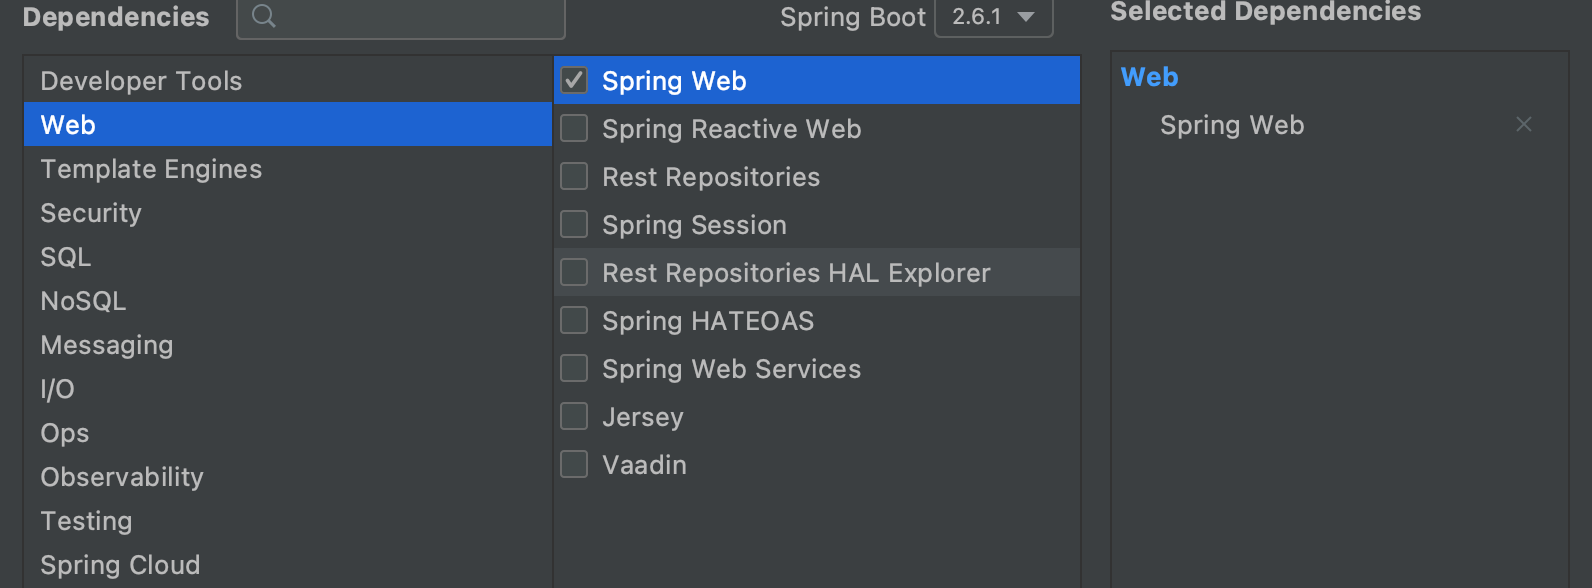 Dependencies
Spring Boot 2.6.1
Selected Dependencies
Developer Tools
Web
Template Engines
Security
SQL
NoSQL
Messaging
I/O
Ops
Observability
Testing
Spring Cloud
Spring Web
Spring Reactive Web
Rest Repositories
Spring Session
Rest Repositories HAL Explorer
Spring HATEOAS
Spring Web Services
Jersey
Vaadin
Web
Spring Web